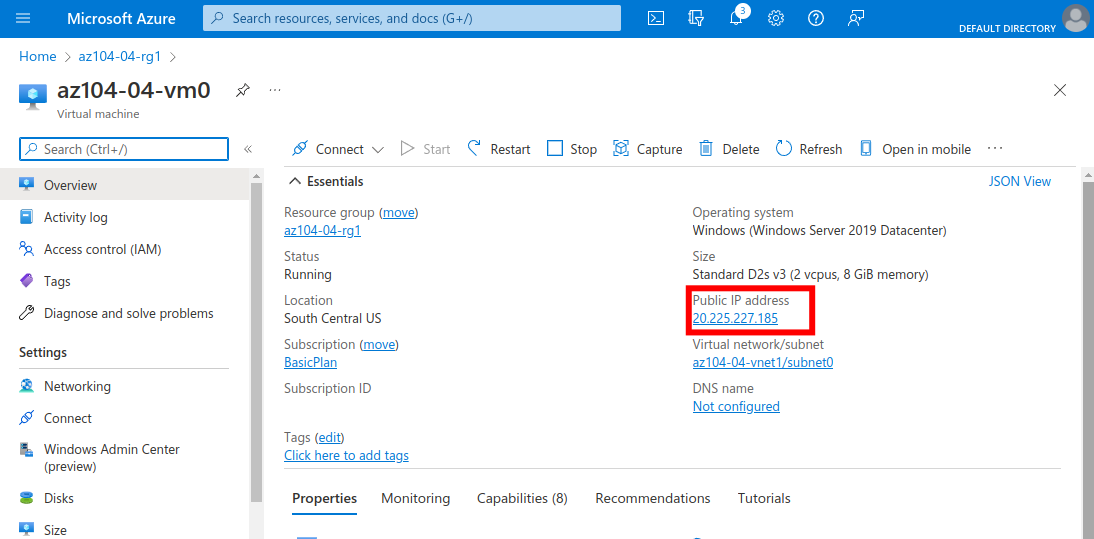 Microsoft Azure
Search resources, services, and docs (G+/)
3
DEFAULT DIRECTORY
Home > az104-04-rg1 >
az104-04-vm0
Virtual machine
Search (Ctrl+/)
Overview
Activity log
Access control (IAM)
Tags
Diagnose and solve problems
Settings
Networking
Connect
Windows Admin Center
(preview)
Disks
Size
Connect Start Restart Stop Capture Delete Refresh Open in mobile
Essentials
JSON View
Resource group (move)
az104-04-rg1
Status
Running
Location
South Central US
Subscription (move)
BasicPlan
Subscription ID
Operating system
Windows (Windows Server 2019 Datacenter)
Size
Standard D2s v3 (2 vcpus, 8 GiB memory)
Public IP address
20.225.227.185
Virtual network/subnet
az104-04-vnet1/subnet0
DNS name
Not configured
Tags (edit)
Click here to add tags
Properties Monitoring Capabilities (8) Recommendations Tutorials